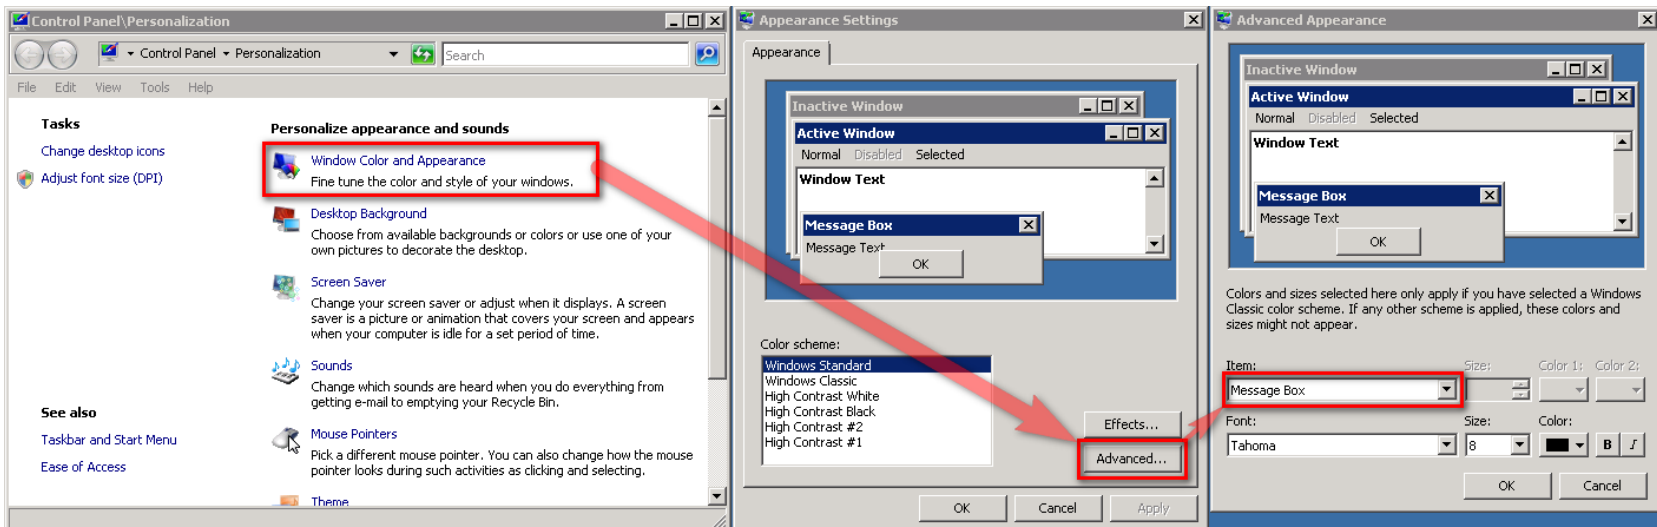 Control Panel\Personalization
Control Panel
Personalization
Search
File Edit View Tools Help
Tasks
Change desktop icons
Adjust font size (DPI)
See also
Taskbar and Start Menu
Ease of Access
Personalize appearance and sounds
Window Color and Appearance
Fine tune the color and style of your windows.
Desktop Background
Choose from available backgrounds or colors or use one of your
own pictures to decorate the desktop.
Screen Saver
Change your screen saver or adjust when it displays. A screen
saver is a picture or animation that covers your screen and appears
when your computer is idle for a set period of time.
Sounds
Change which sounds are heard when you do everything from
getting e-mail to emptying your Recycle Bin.
Mouse Pointers
Pick a different mouse pointer. You can also change how the mouse
pointer looks during such activities as clicking and selecting.
Theme
Appearance Settings
Appearance
Inactive Window
Active Window
Normal Disabled Selected
Window Text
Message Box
Message Text
OK
Color scheme:
Windows Standard
Windows Classic
High Contrast White
High Contrast Black
High Contrast #2
High Contrast #1
Effects...
Advanced...
OK Cancel Apply
Advanced Appearance
Inactive Window
Active Window
Normal Disabled Selected
Window Text
Message Box
Message Text
OK
Colors and sizes selected here only apply if you have selected a Windows
Classic color scheme. If any other scheme is applied, these colors and
sizes might not appear.
Item: Size: Color 1: Color 2:
Message Box
Font: Size: Color:
Tahoma 8 B I
OK Cancel